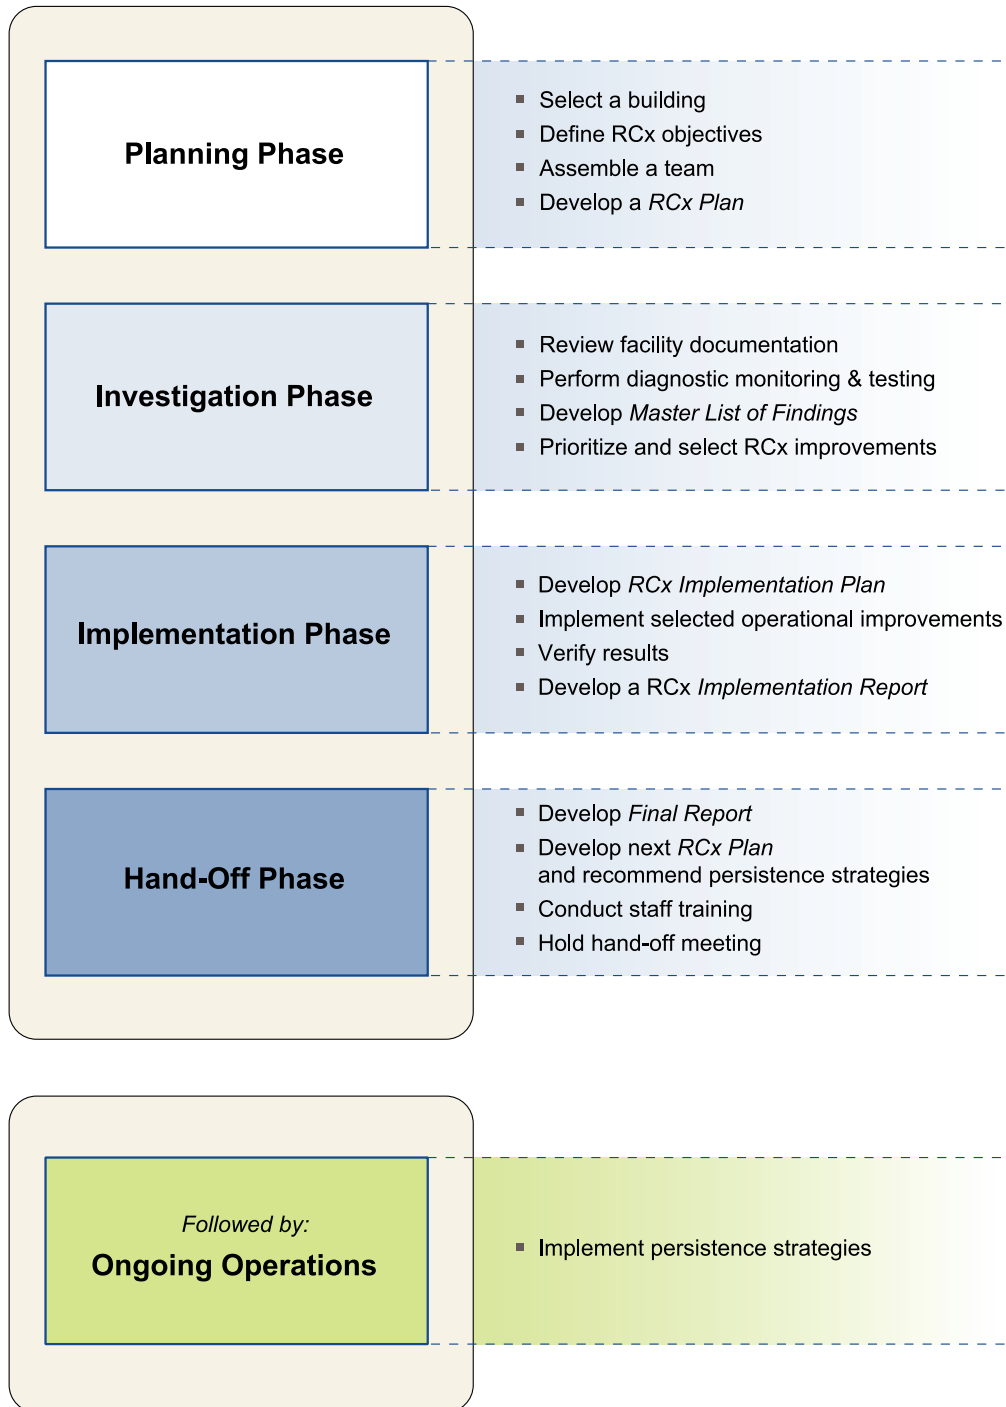 Planning Phase
Select a building
Define RCx objectives
Assemble a team
Develop a RCx Plan
Investigation Phase
Review facility documentation
Perform diagnostic monitoring & testing
Develop Master List of Findings
Prioritize and select RCx improvements
Implementation Phase
Develop RCx Implementation Plan
Implement selected operational improvements
Verify results
Develop a RCx Implementation Report
Hand-Off Phase
Develop Final Report
Develop next RCx Plan
and recommend persistence strategies
Conduct staff training
Hold hand-off meeting
Followed by:
Ongoing Operations
Implement persistence strategies